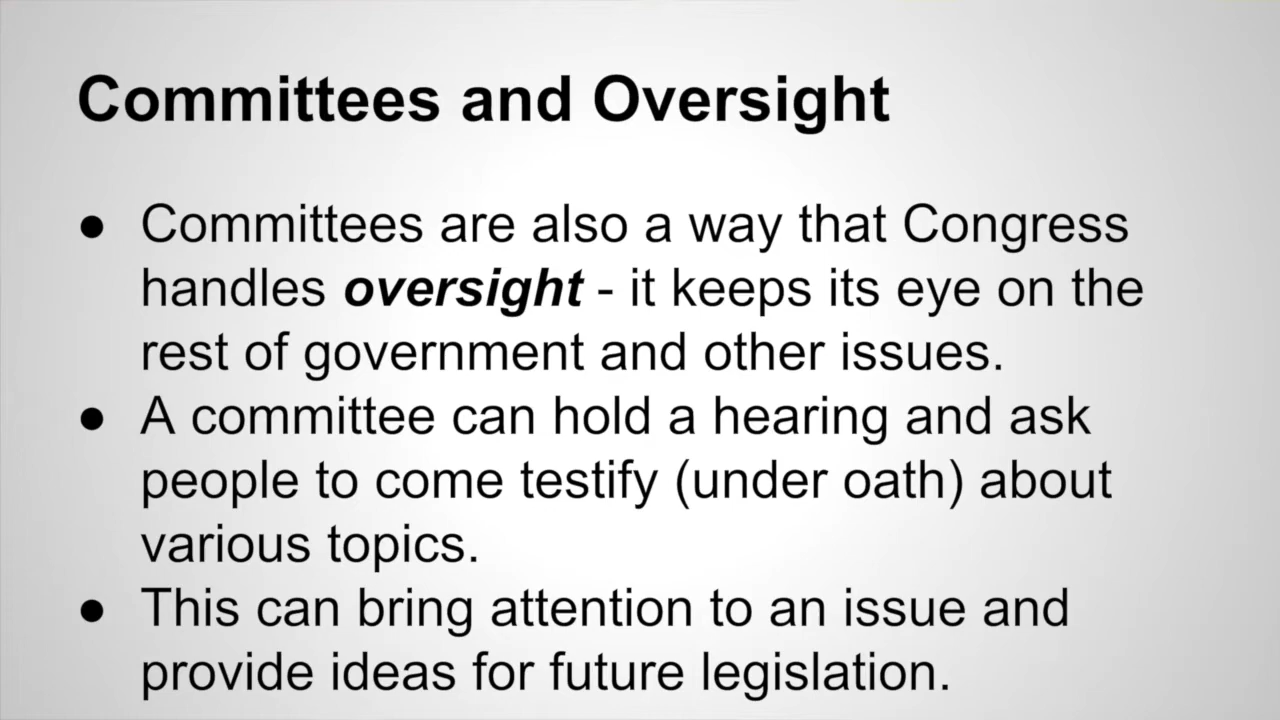 Committees and Oversight
● Committees are also a way that Congress
handles oversight - it keeps its eye on the
rest of government and other issues.
● A committee can hold a hearing and ask
people to come testify (under oath) about
various topics.
● This can bring attention to an issue and
provide ideas for future legislation.